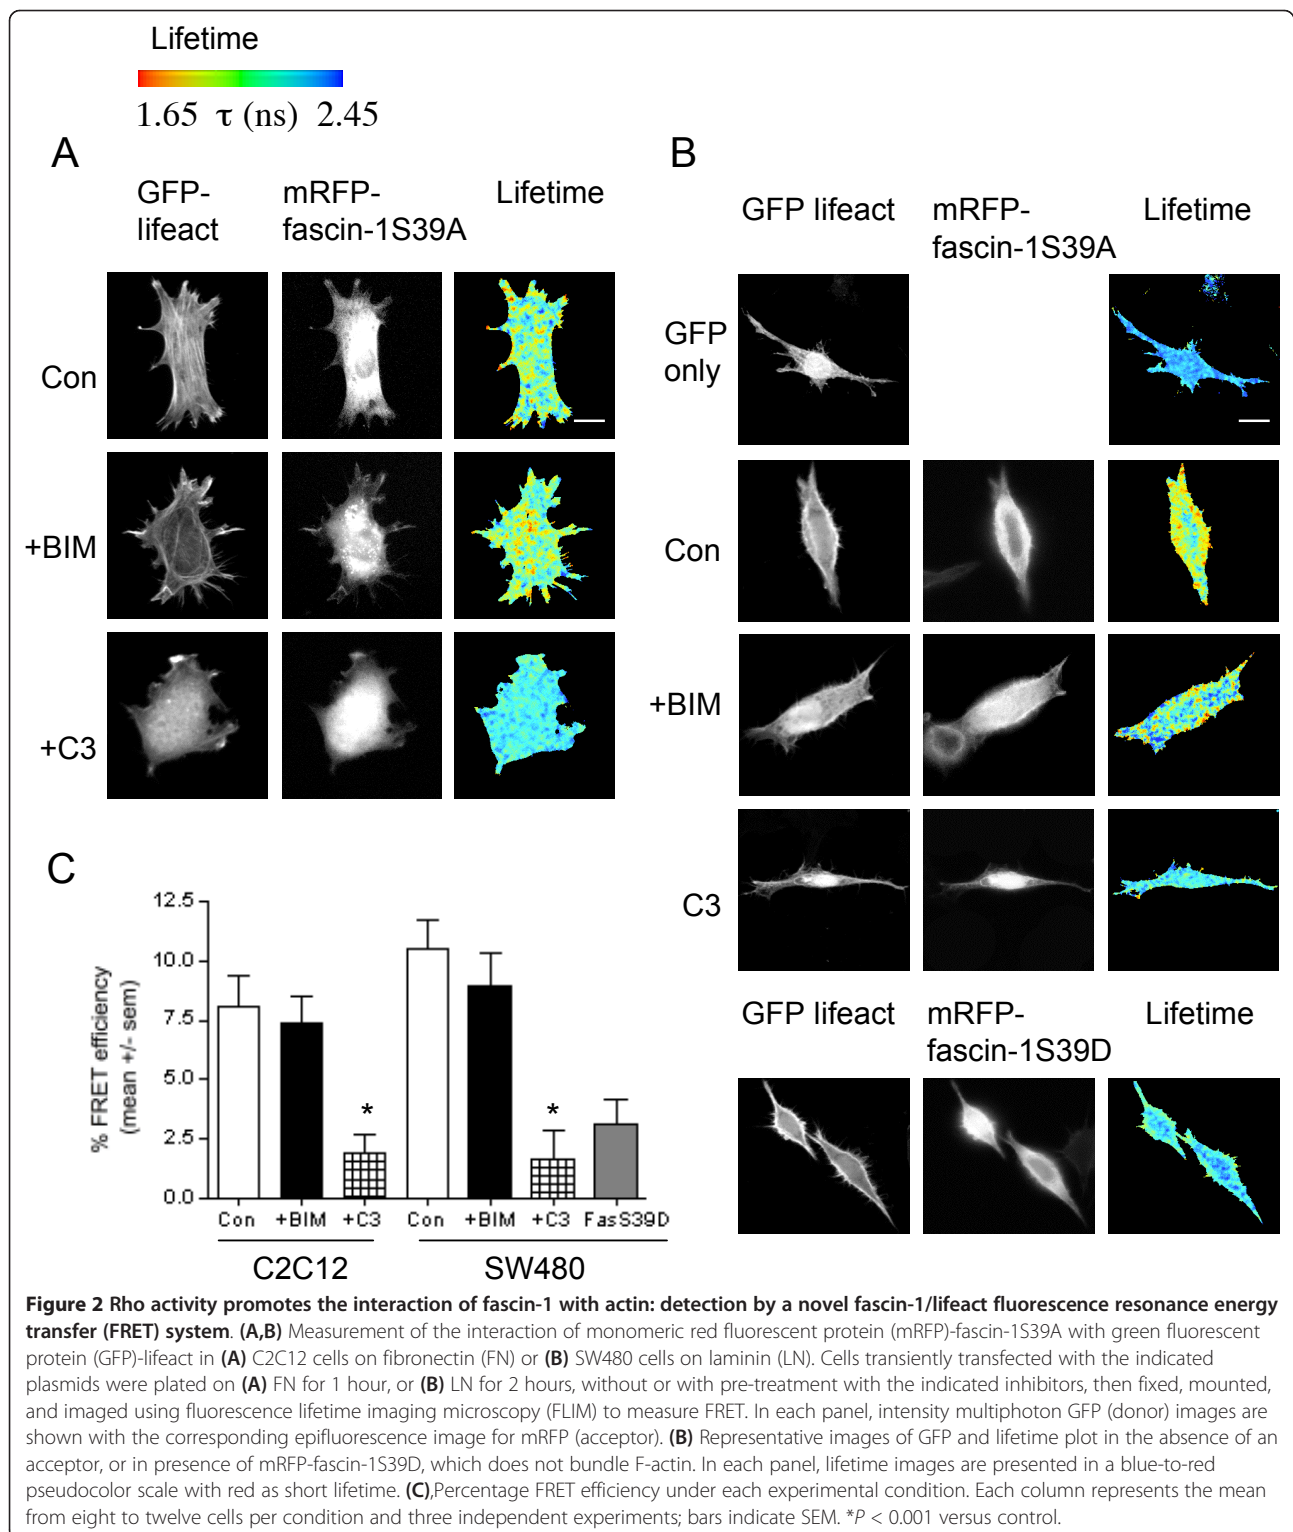 Lifetime
1.65 τ (ns) 2.45
A
GFP-
lifeact
mRFP-
fascin-1S39A
Lifetime
Con
+BIM
+C3
B
GFP lifeact
mRFP-
fascin-1S39A
Lifetime
GFP
only
Con
+BIM
C3
GFP lifeact
mRFP-
fascin-1S39D
Lifetime
C
% FRET efficiency
(mean +/- sem)
12.5
10.0
7.5
5.0
2.5
0.0
*
*
Con +BIM +C3 Con +BIM +C3 FasS39D
C2C12 SW480
Figure 2 Rho activity promotes the interaction of fascin-1 with actin: detection by a novel fascin-1/lifeact fluorescence resonance energy
transfer (FRET) system. (A,B) Measurement of the interaction of monomeric red fluorescent protein (mRFP)-fascin-1S39A with green fluorescent
protein (GFP)-lifeact in (A) C2C12 cells on fibronectin (FN) or (B) SW480 cells on laminin (LN). Cells transiently transfected with the indicated
plasmids were plated on (A) FN for 1 hour, or (B) LN for 2 hours, without or with pre-treatment with the indicated inhibitors, then fixed, mounted,
and imaged using fluorescence lifetime imaging microscopy (FLIM) to measure FRET. In each panel, intensity multiphoton GFP (donor) images are
shown with the corresponding epifluorescence image for mRFP (acceptor). (B) Representative images of GFP and lifetime plot in the absence of an
acceptor, or in presence of mRFP-fascin-1S39D, which does not bundle F-actin. In each panel, lifetime images are presented in a blue-to-red
pseudocolor scale with red as short lifetime. (C),Percentage FRET efficiency under each experimental condition. Each column represents the mean
from eight to twelve cells per condition and three independent experiments; bars indicate SEM. *P < 0.001 versus control.